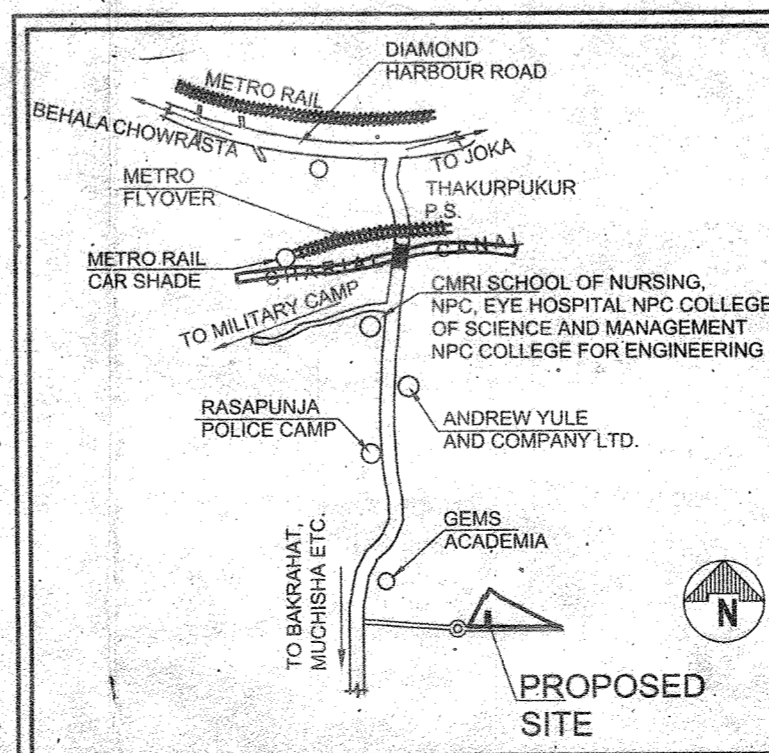 DIAMOND
HARBOUR ROAD
METRO RAIL
BEHALA CHOWRASTA
TO JOKA
METRO
FLYOVER
THAKURPUKUR
P.S.
METRO RAIL
CAR SHADE
CHARIAL CANAL
TO MILITARY CAMP
CMRI SCHOOL OF NURSING,
NPC, EYE HOSPITAL NPC COLLEGE
OF SCIENCE AND MANAGEMENT
NPC COLLEGE FOR ENGINEERING
RASAPUNJA
POLICE CAMP
ANDREW YULE
AND COMPANY LTD.
GEMS
ACADEMIA
TO BAKRAHAT,
MUCHISHA ETC.
N
PROPOSED
SITE